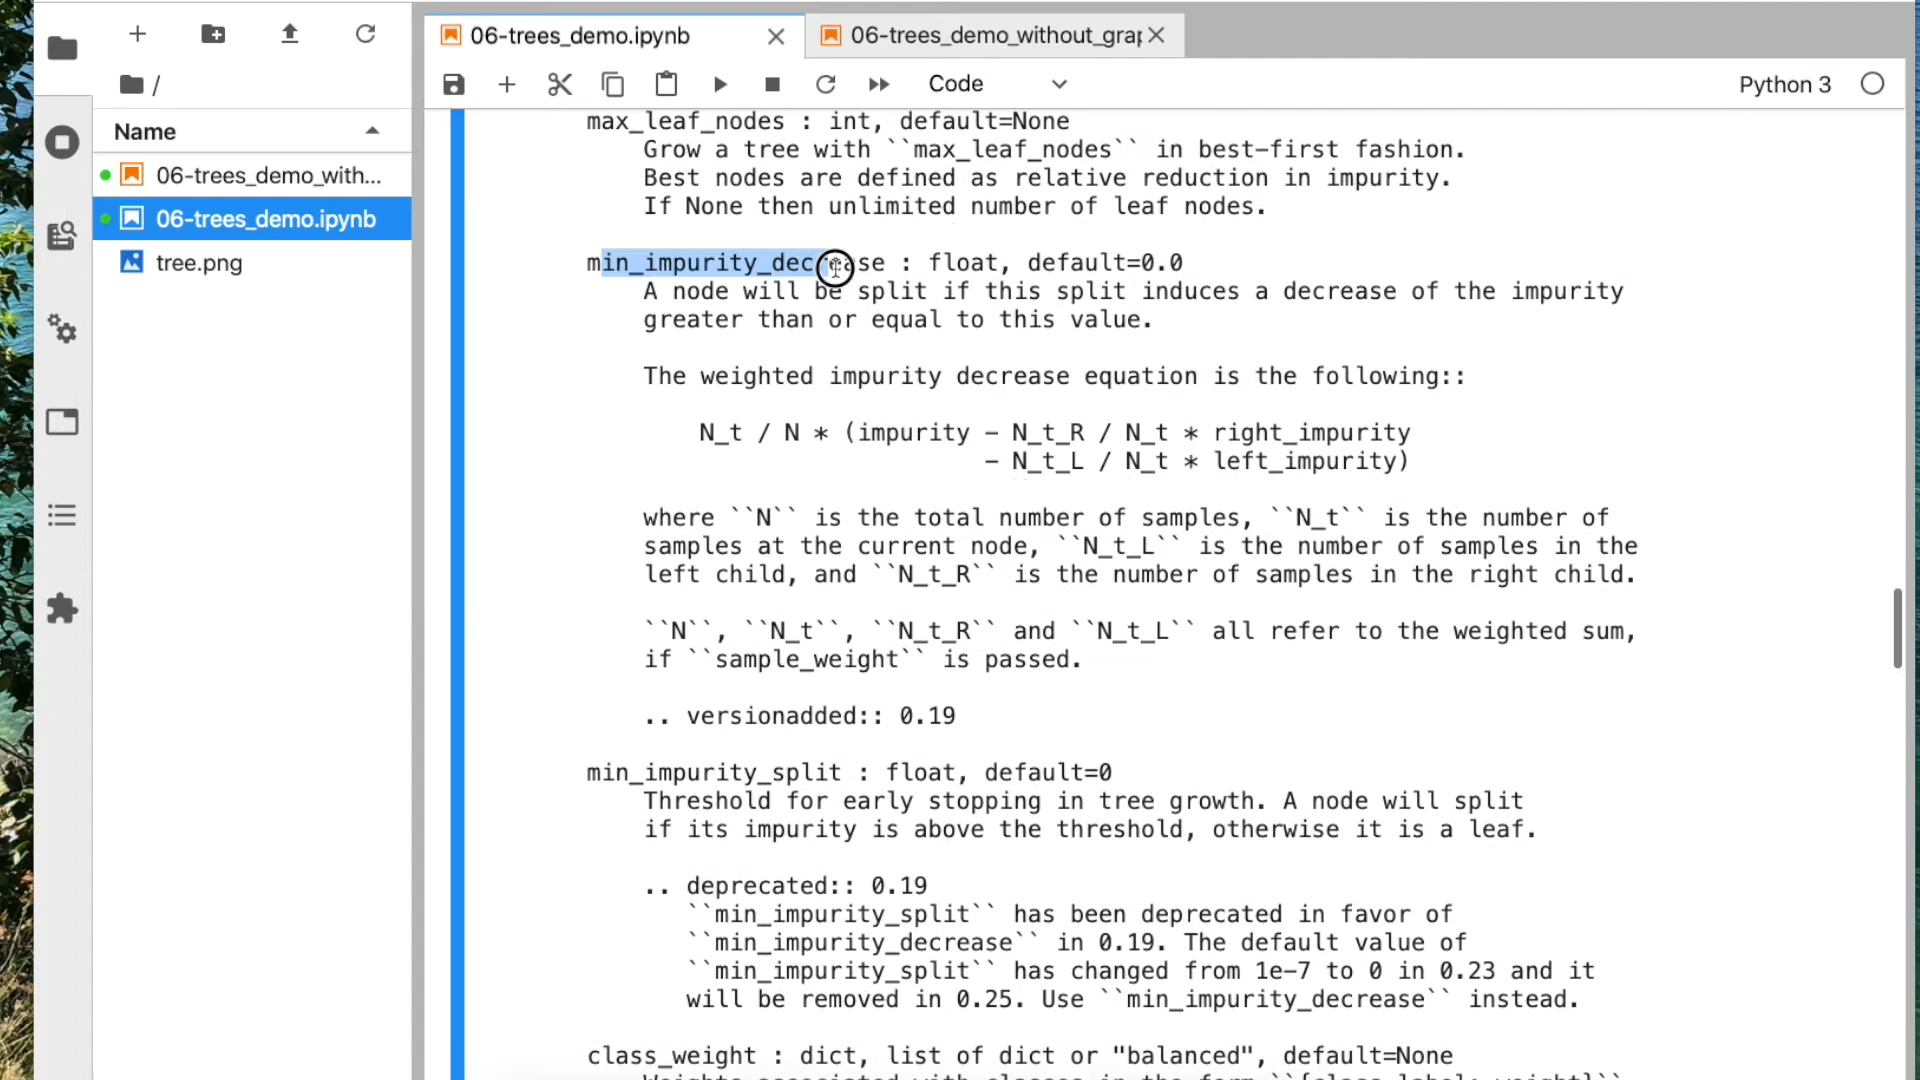 06-trees_demo.ipynb
06-trees_demo_without_grap
Code
Python 3
/
Name
06-trees_demo_with...
06-trees_demo.ipynb
tree.png
max_leaf_nodes : int, default=None
Grow a tree with ``max_leaf_nodes`` in best-first fashion.
Best nodes are defined as relative reduction in impurity.
If None then unlimited number of leaf nodes.
min_impurity_decrease : float, default=0.0
A node will be split if this split induces a decrease of the impurity
greater than or equal to this value.
The weighted impurity decrease equation is the following::
N_t / N * (impurity - N_t_R / N_t * right_impurity
- N_t_L / N_t * left_impurity)
where ``N`` is the total number of samples, ``N_t`` is the number of
samples at the current node, ``N_t_L`` is the number of samples in the
left child, and ``N_t_R`` is the number of samples in the right child.
``N``, ``N_t``, ``N_t_R`` and ``N_t_L`` all refer to the weighted sum,
if ``sample_weight`` is passed.
.. versionadded:: 0.19
min_impurity_split : float, default=0
Threshold for early stopping in tree growth. A node will split
if its impurity is above the threshold, otherwise it is a leaf.
.. deprecated:: 0.19
``min_impurity_split`` has been deprecated in favor of
``min_impurity_decrease`` in 0.19. The default value of
``min_impurity_split`` has changed from 1e-7 to 0 in 0.23 and it
will be removed in 0.25. Use ``min_impurity_decrease`` instead.
class_weight : dict, list of dict or "balanced", default=None